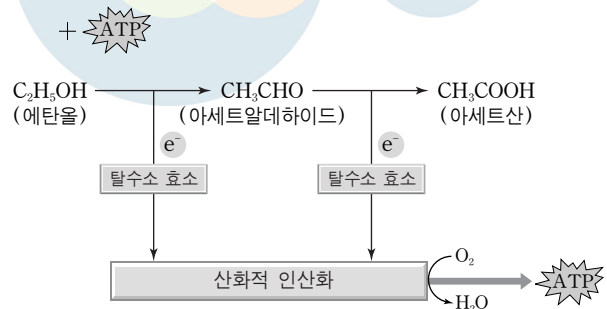 + ATP
C₂H₅OH CH₃CHO CH₃COOH
(에탄올) (아세트알데하이드) (아세트산)
e⁻ e⁻
탈수소 효소 탈수소 효소
O₂
산화적 인산화 ATP
H₂O